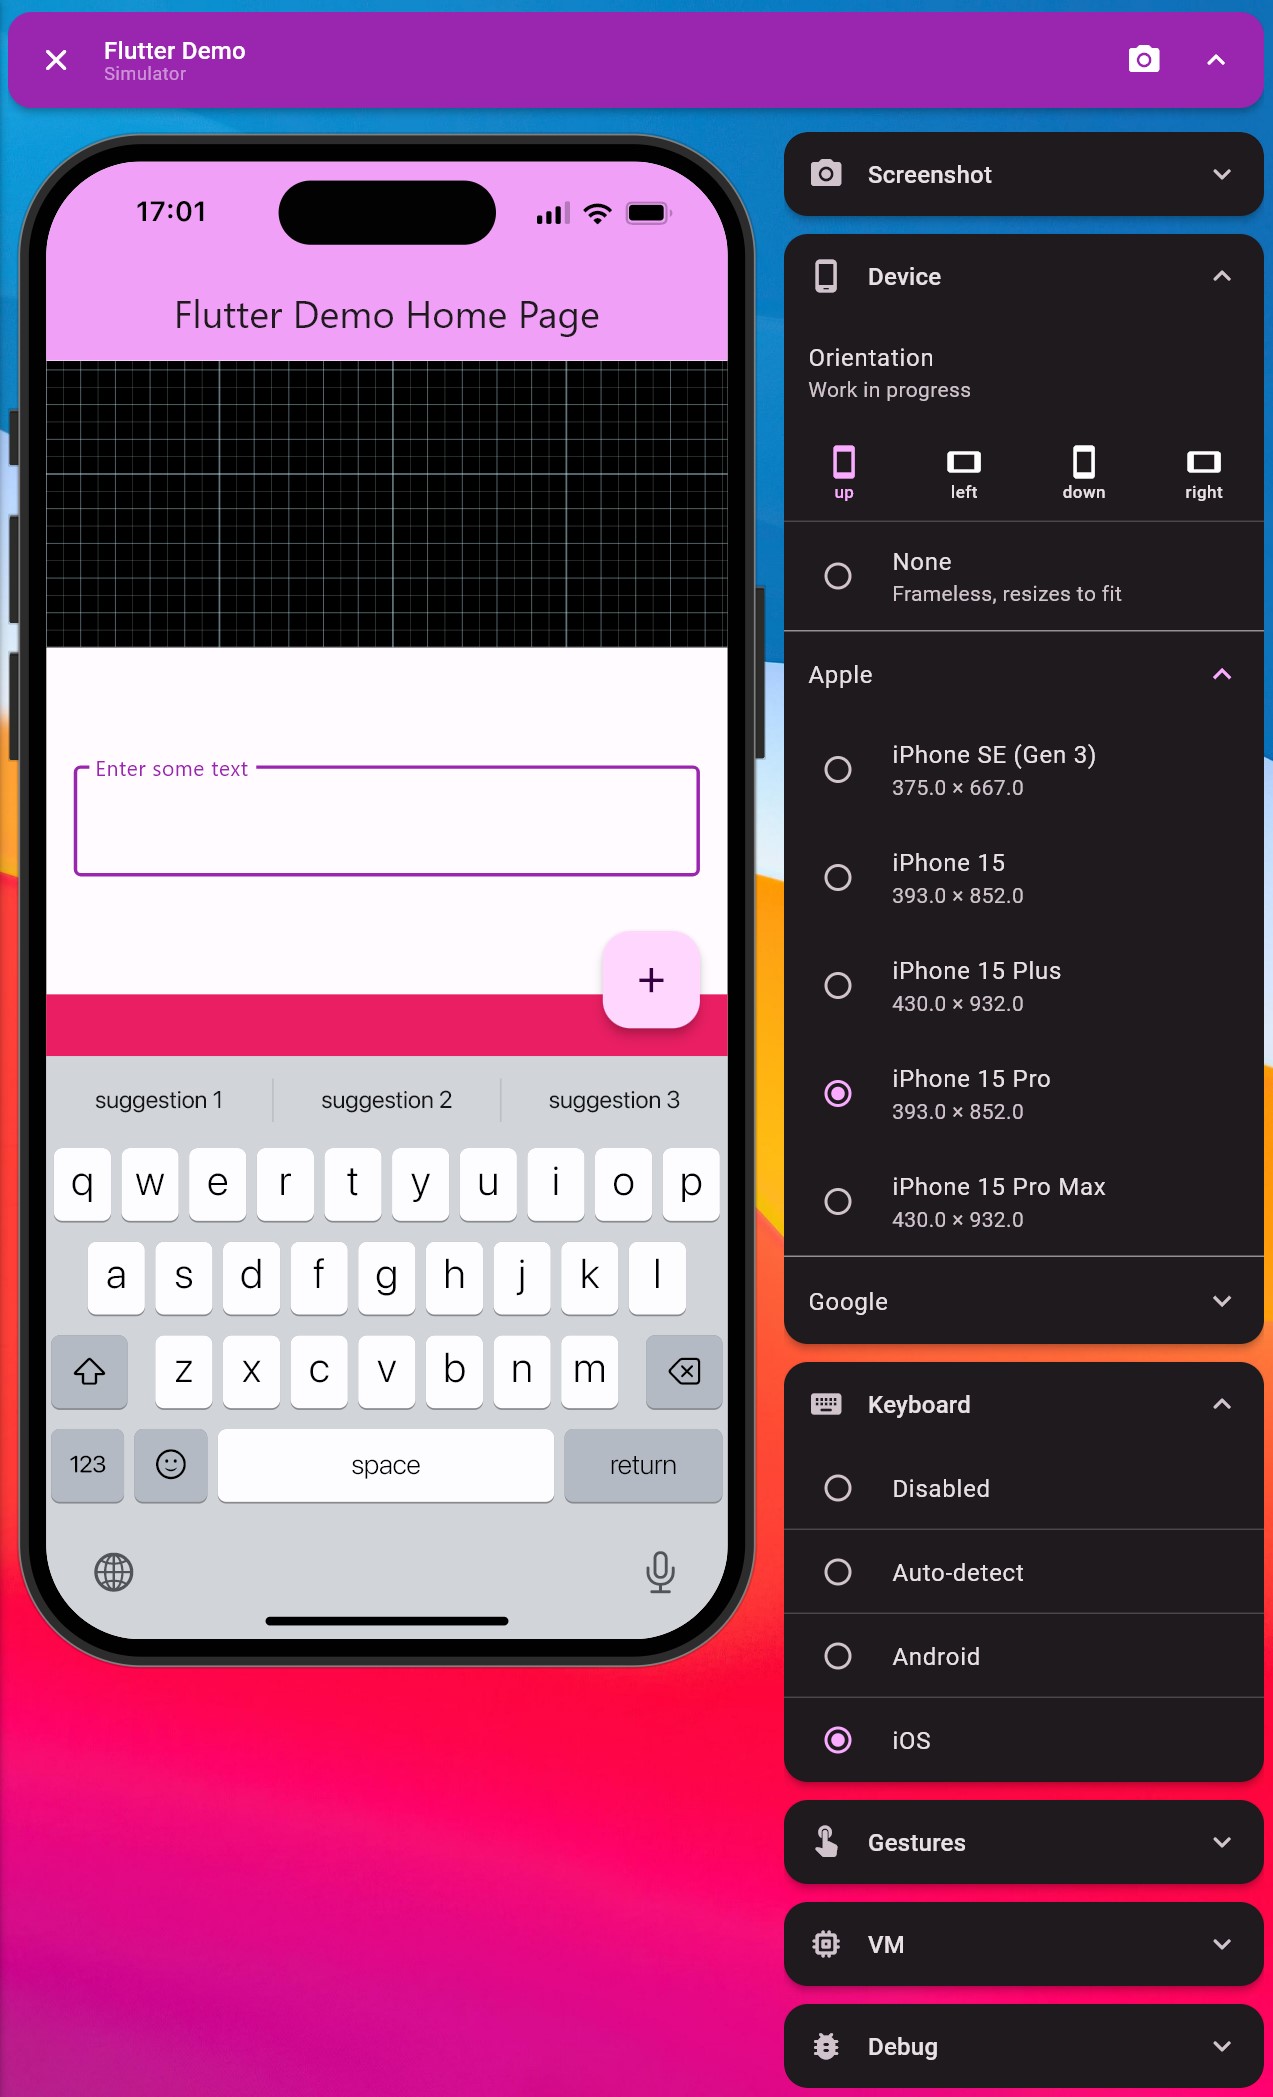 Flutter Demo
Simulator
17:01
Flutter Demo Home Page
Enter some text
+
suggestion 1 suggestion 2 suggestion 3
q w e r t y u i o p
a s d f g h j k l
z x c v b n m
123 space return
Screenshot
Device
Orientation
Work in progress
up left down right
None
Frameless, resizes to fit
Apple
iPhone SE (Gen 3)
375.0 × 667.0
iPhone 15
393.0 × 852.0
iPhone 15 Plus
430.0 × 932.0
iPhone 15 Pro
393.0 × 852.0
iPhone 15 Pro Max
430.0 × 932.0
Google
Keyboard
Disabled
Auto-detect
Android
iOS
Gestures
VM
Debug